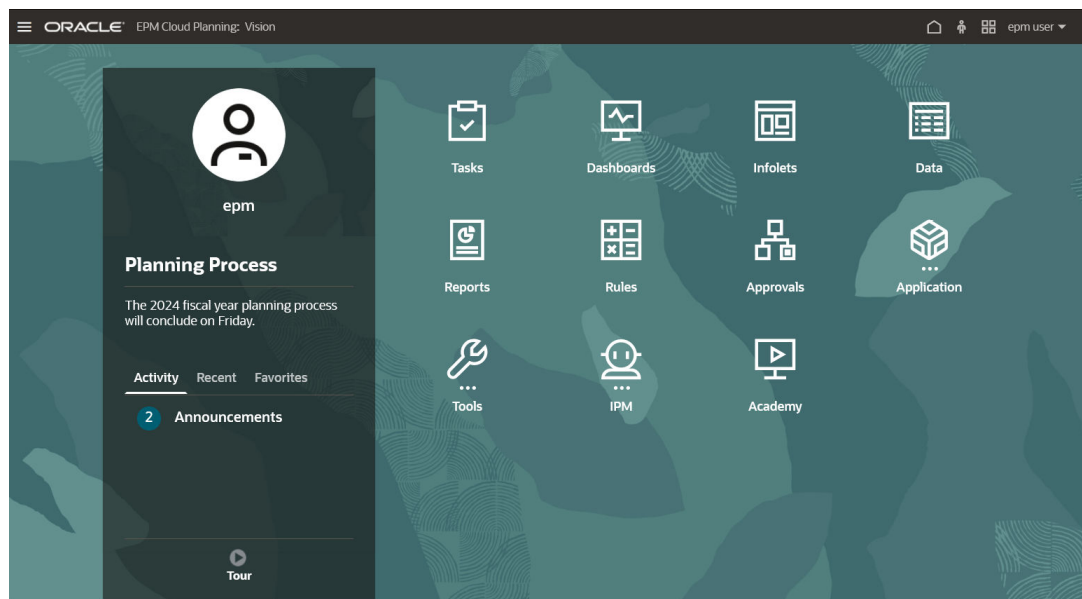 ORACLE EPM Cloud Planning: Vision epm user
epm
Planning Process
The 2024 fiscal year planning process
will conclude on Friday.
Activity Recent Favorites
2 Announcements
Tour
Tasks Dashboards Infolets Data
Reports Rules Approvals Application
Tools IPM Academy